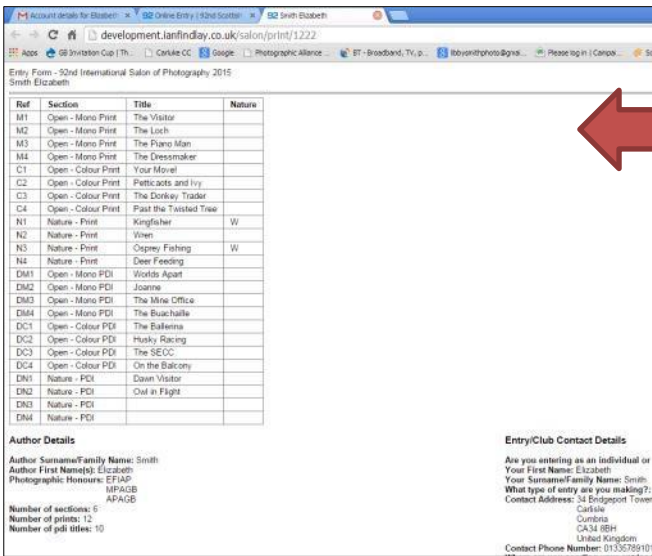 Account details for Elizabeth
92 Online Entry | 92nd Scottish
92 Smith Elizabeth
development.ianfindlay.co.uk/salon/print/1222
Apps GB Invitation Cup | Th... Carluke CC Google Photographic Alliance ... BT - Broadband, TV, p... Please log in | Campa...
Entry Form - 92nd International Salon of Photography 2015
Smith Elizabeth
Ref Section Title Nature
M1 Open - Mono Print The Visitor
M2 Open - Mono Print The Loch
M3 Open - Mono Print The Piano Man
M4 Open - Mono Print The Dressmaker
C1 Open - Colour Print Your Move!
C2 Open - Colour Print Petticoats and Ivy
C3 Open - Colour Print The Donkey Trader
C4 Open - Colour Print Past the Twisted Tree
N1 Nature - Print Kingfisher W
N2 Nature - Print Wren
N3 Nature - Print Osprey Fishing W
N4 Nature - Print Deer Feeding
DM1 Open - Mono PDI Worlds Apart
DM2 Open - Mono PDI Joanne
DM3 Open - Mono PDI The Mine Office
DM4 Open - Mono PDI The Buachaille
DC1 Open - Colour PDI The Ballerina
DC2 Open - Colour PDI Husky Racing
DC3 Open - Colour PDI The SECC
DC4 Open - Colour PDI On the Balcony
DN1 Nature - PDI Dawn Visitor
DN2 Nature - PDI Owl in Flight
DN3 Nature - PDI
DN4 Nature - PDI
Author Details
Author Surname/Family Name: Smith
Author First Name(s): Elizabeth
Photographic Honours: EFIAP
MPAGB
APAGB
Number of sections: 6
Number of prints: 12
Number of pdi titles: 10
Entry/Club Contact Details
Are you entering as an individual or
Your First Name: Elizabeth
Your Surname/Family Name: Smith
What type of entry are you making?:
Contact Address: 34 Bridgeport Tower
Carlisle
Cumbria
CA34 8BH
United Kingdom
Contact Phone Number: 01335789101